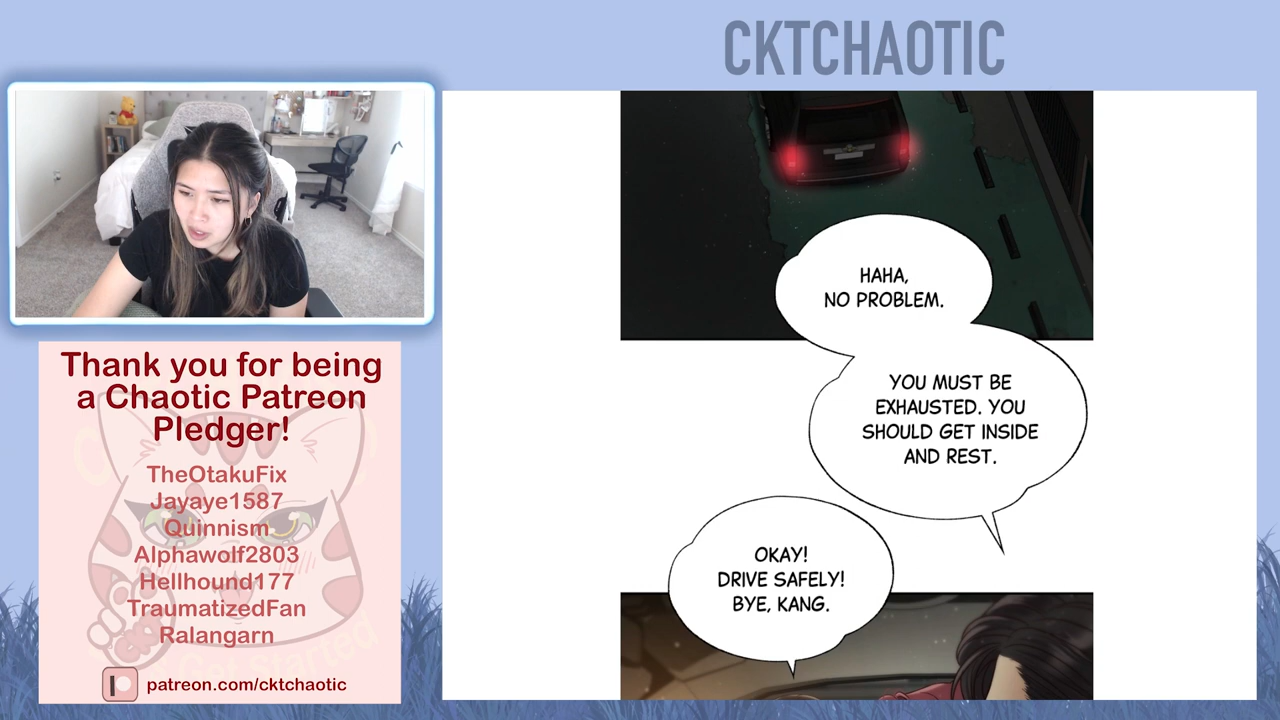 CKTCHAOTIC
Thank you for being
a Chaotic Patreon
Pledger!
TheOtakuFix
Jayaye1587
Quinnism
Alphawolf2803
Hellhound177
TraumatizedFan
Ralangarn
patreon.com/cktchaotic
HAHA,
NO PROBLEM.
YOU MUST BE
EXHAUSTED. YOU
SHOULD GET INSIDE
AND REST.
OKAY!
DRIVE SAFELY!
BYE, KANG.